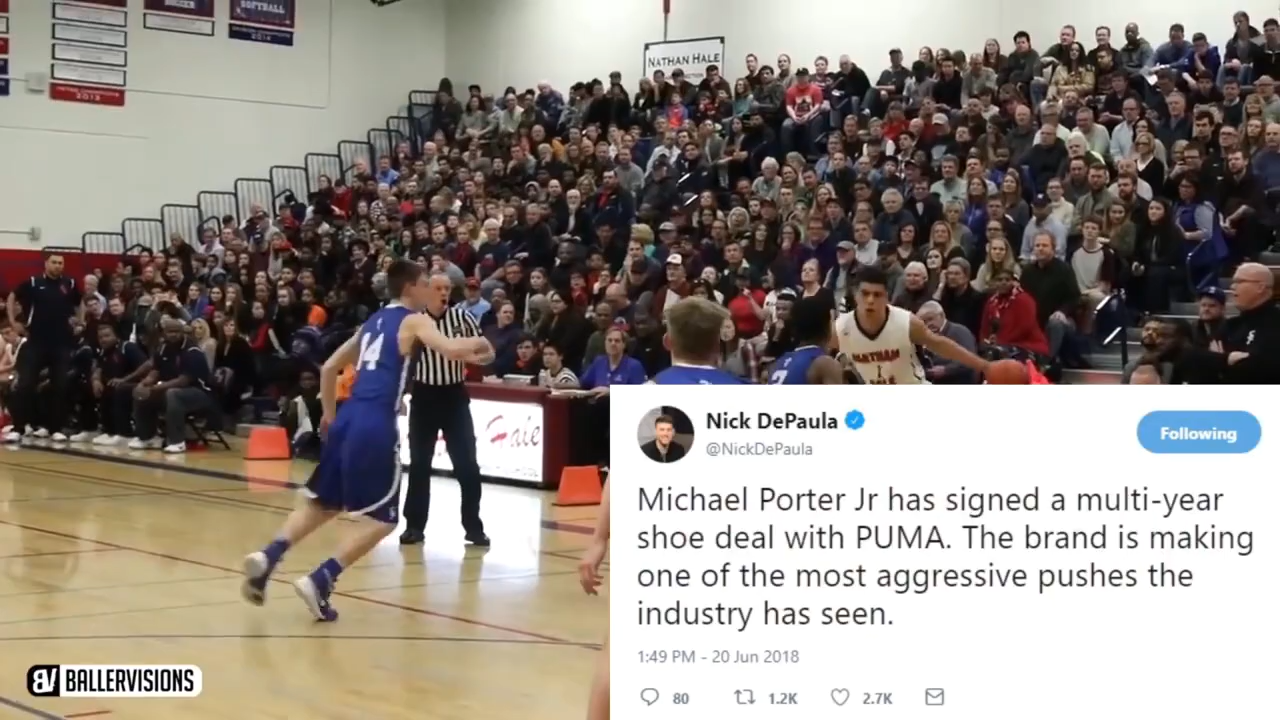 SOFTBALL
2014
2013
NATHAN HALE
14
NATHAN
1
Hale
Nick DePaula
@NickDePaula
Following
Michael Porter Jr has signed a multi-year
shoe deal with PUMA. The brand is making
one of the most aggressive pushes the
industry has seen.
1:49 PM - 20 Jun 2018
80
1.2K
2.7K
BV BALLERVISIONS